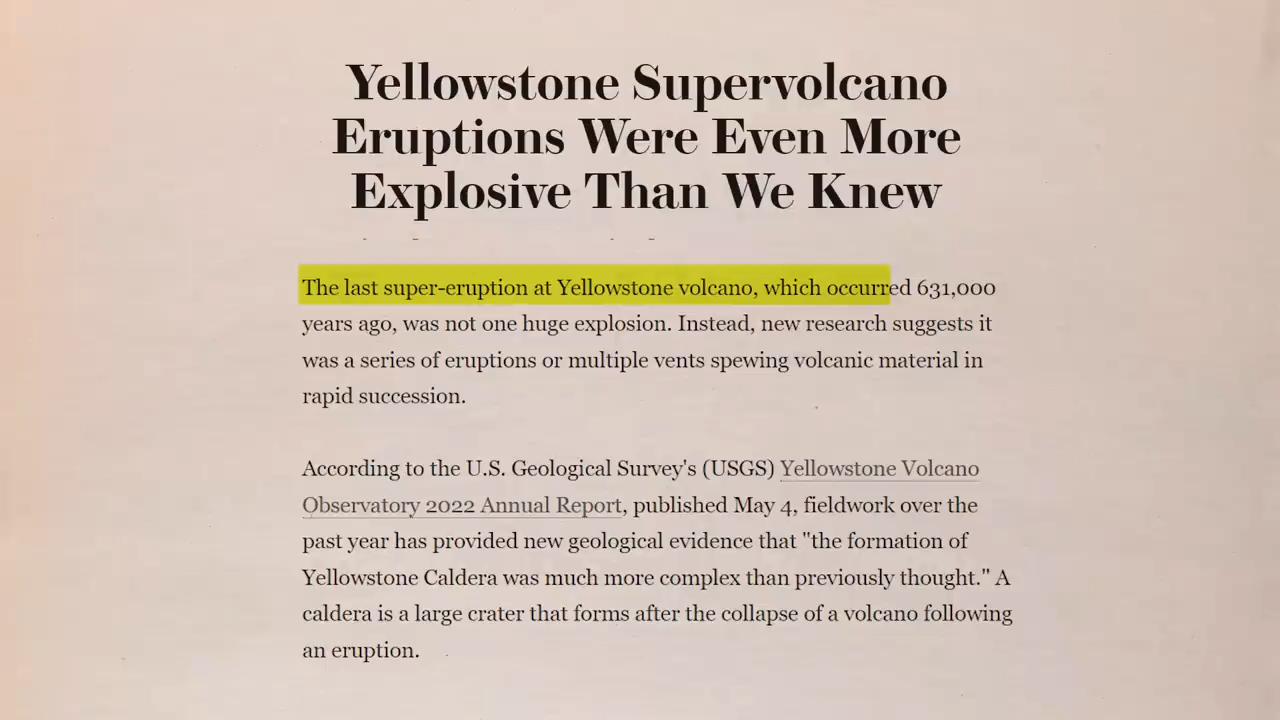 Yellowstone Supervolcano
Eruptions Were Even More
Explosive Than We Knew
The last super-eruption at Yellowstone volcano, which occurred 631,000
years ago, was not one huge explosion. Instead, new research suggests it
was a series of eruptions or multiple vents spewing volcanic material in
rapid succession.
According to the U.S. Geological Survey's (USGS) Yellowstone Volcano
Observatory 2022 Annual Report, published May 4, fieldwork over the
past year has provided new geological evidence that "the formation of
Yellowstone Caldera was much more complex than previously thought." A
caldera is a large crater that forms after the collapse of a volcano following
an eruption.